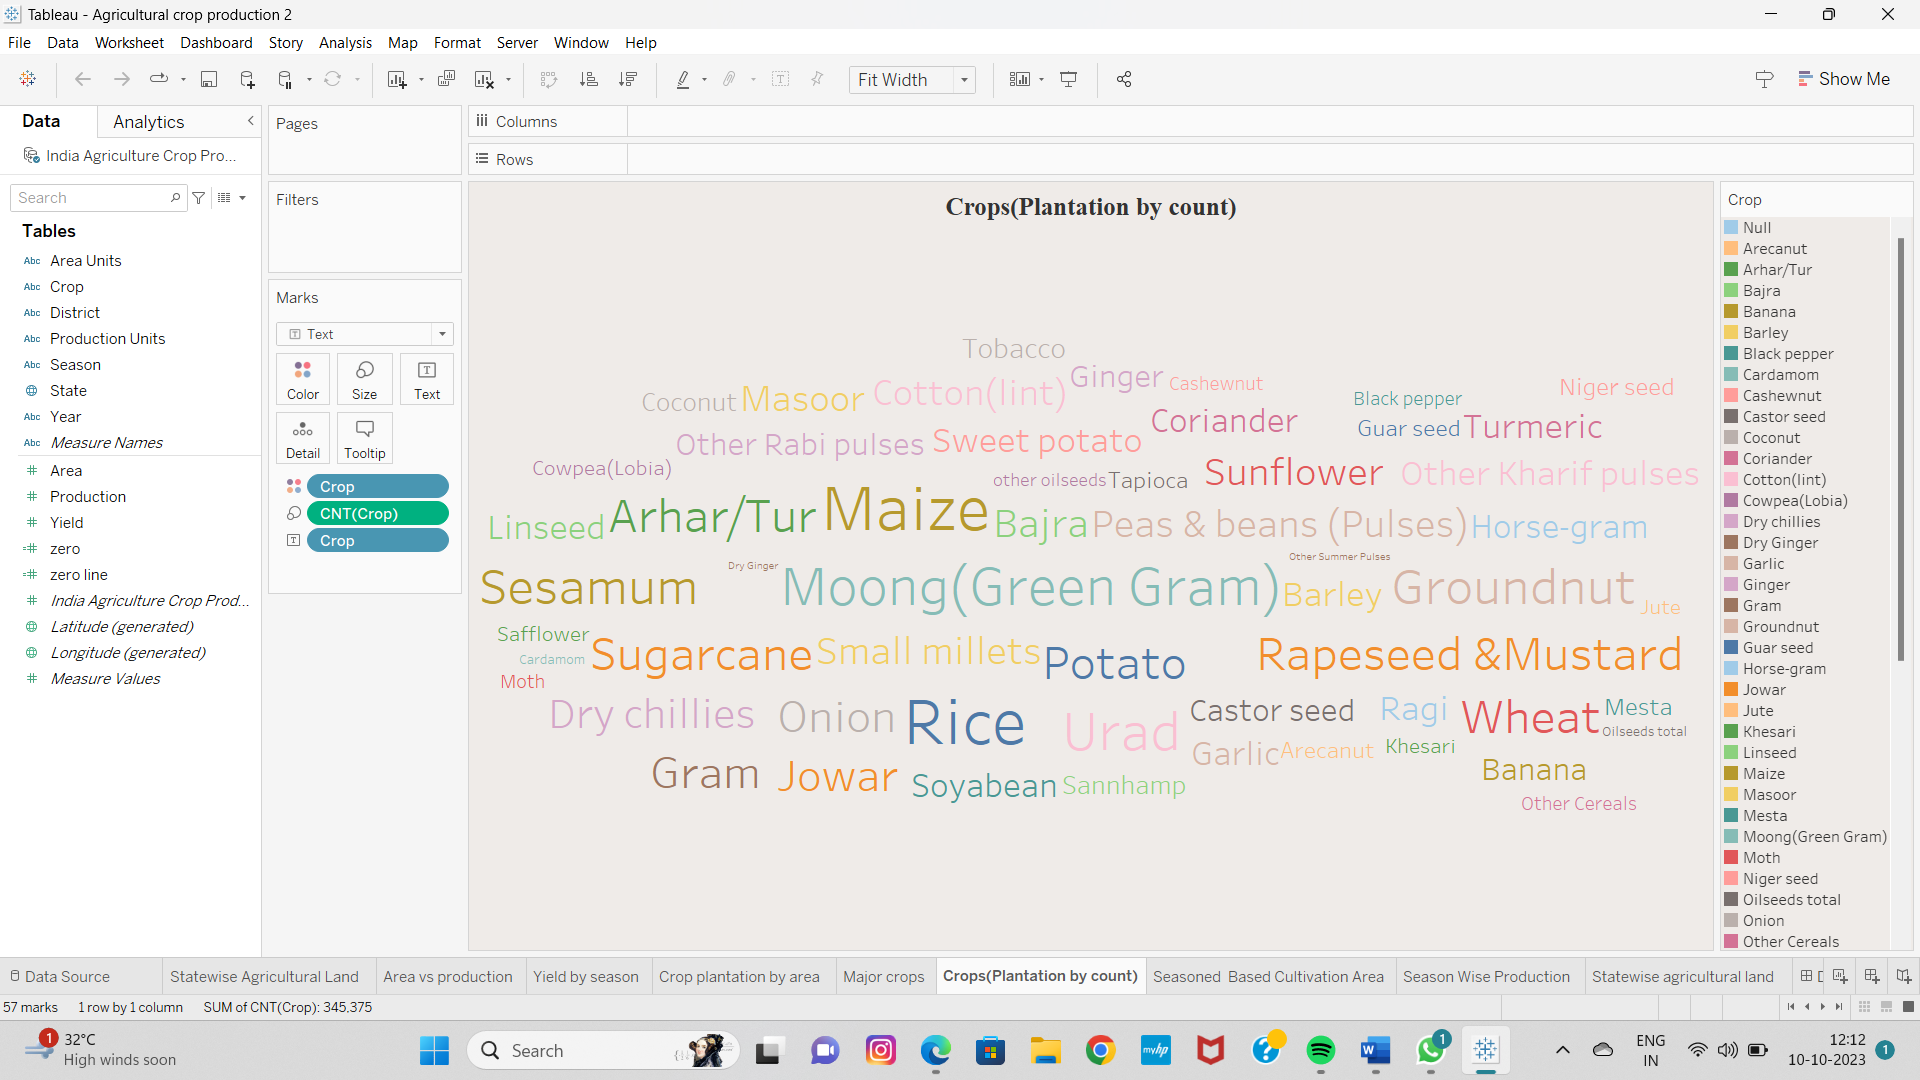 Tableau - Agricultural crop production 2
File Data Worksheet Dashboard Story Analysis Map Format Server Window Help
Fit Width
Show Me
Data Analytics
India Agriculture Crop Pro...
Search
Tables
Abc Area Units
Abc Crop
Abc District
Abc Production Units
Abc Season
State
Abc Year
Abc Measure Names
# Area
# Production
# Yield
=# zero
=# zero line
# India Agriculture Crop Prod...
Latitude (generated)
Longitude (generated)
# Measure Values
Pages
Filters
Marks
Text
Color Size Text
Detail Tooltip
Crop
CNT(Crop)
Crop
Columns
Rows
Crops(Plantation by count)
Tobacco
Coconut Masoor Cotton(lint) Ginger Cashewnut Black pepper Niger seed
Other Rabi pulses Sweet potato Coriander Guar seed Turmeric
Cowpea(Lobia) other oilseeds Tapioca Sunflower Other Kharif pulses
Linseed Arhar/Tur Maize Bajra Peas & beans (Pulses) Horse-gram
Sesamum Dry Ginger Moong(Green Gram) Other Summer Pulses Barley Groundnut Jute
Safflower
Cardamom Sugarcane Small millets Potato Rapeseed &Mustard
Moth
Dry chillies Onion Rice Urad Castor seed Ragi Wheat Mesta
Oilseeds total
Garlic Arecanut Khesari
Gram Jowar Soyabean Sannhamp Banana
Other Cereals
Crop
Null
Arecanut
Arhar/Tur
Bajra
Banana
Barley
Black pepper
Cardamom
Cashewnut
Castor seed
Coconut
Coriander
Cotton(lint)
Cowpea(Lobia)
Dry chillies
Dry Ginger
Garlic
Ginger
Gram
Groundnut
Guar seed
Horse-gram
Jowar
Jute
Khesari
Linseed
Maize
Masoor
Mesta
Moong(Green Gram)
Moth
Niger seed
Oilseeds total
Onion
Other Cereals
Data Source Statewise Agricultural Land Area vs production Yield by season Crop plantation by area Major crops Crops(Plantation by count) Seasoned Based Cultivation Area Season Wise Production Statewise agricultural land
57 marks 1 row by 1 column SUM of CNT(Crop): 345,375
1 32°C
High winds soon
Search
myhp
1
ENG
IN
12:12
10-10-2023
1